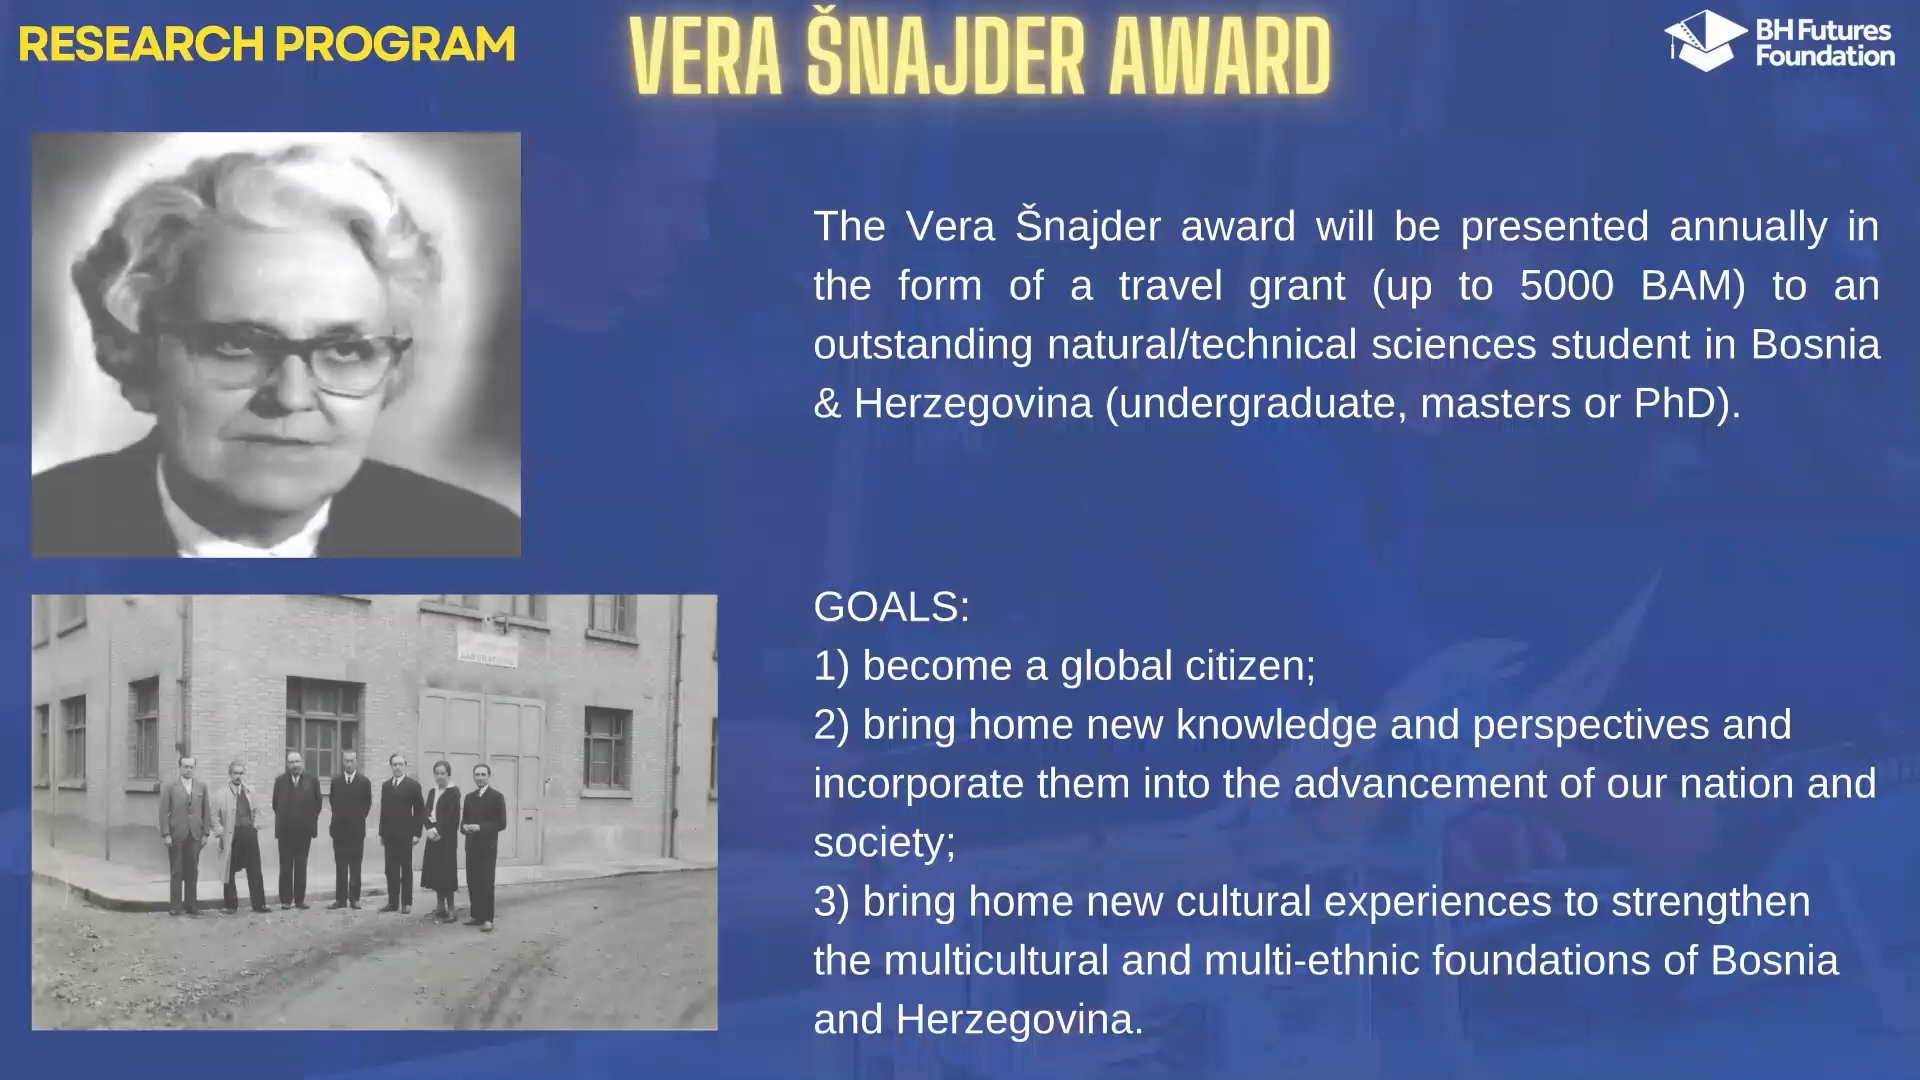 RESEARCH PROGRAM
VERA ŠNAJDER AWARD
BH Futures
Foundation
The Vera Šnajder award will be presented annually in
the form of a travel grant (up to 5000 BAM) to an
outstanding natural/technical sciences student in Bosnia
& Herzegovina (undergraduate, masters or PhD).
GOALS:
1) become a global citizen;
2) bring home new knowledge and perspectives and
incorporate them into the advancement of our nation and
society;
3) bring home new cultural experiences to strengthen
the multicultural and multi-ethnic foundations of Bosnia
and Herzegovina.